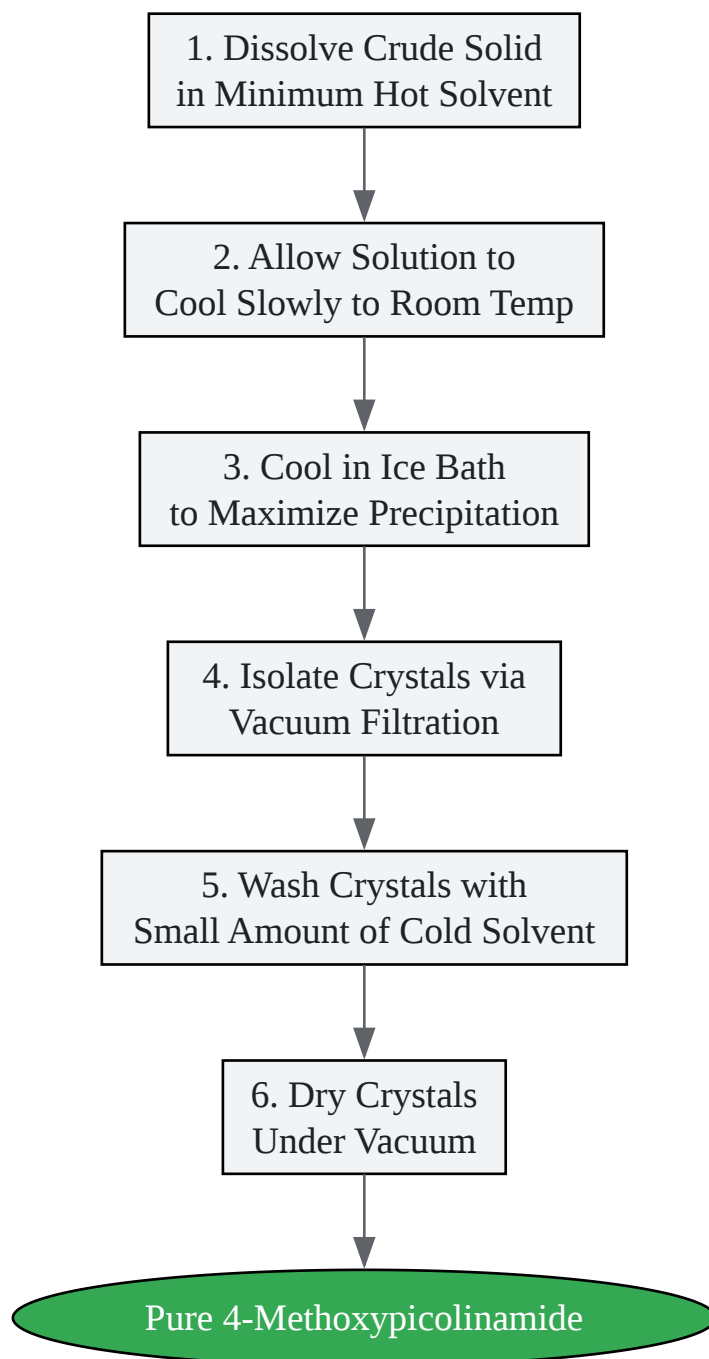 1. Dissolve Crude Solid
in Minimum Hot Solvent
2. Allow Solution to
Cool Slowly to Room Temp
3. Cool in Ice Bath
to Maximize Precipitation
4. Isolate Crystals via
Vacuum Filtration
5. Wash Crystals with
Small Amount of Cold Solvent
6. Dry Crystals
Under Vacuum
Pure 4-Methoxypicolinamide